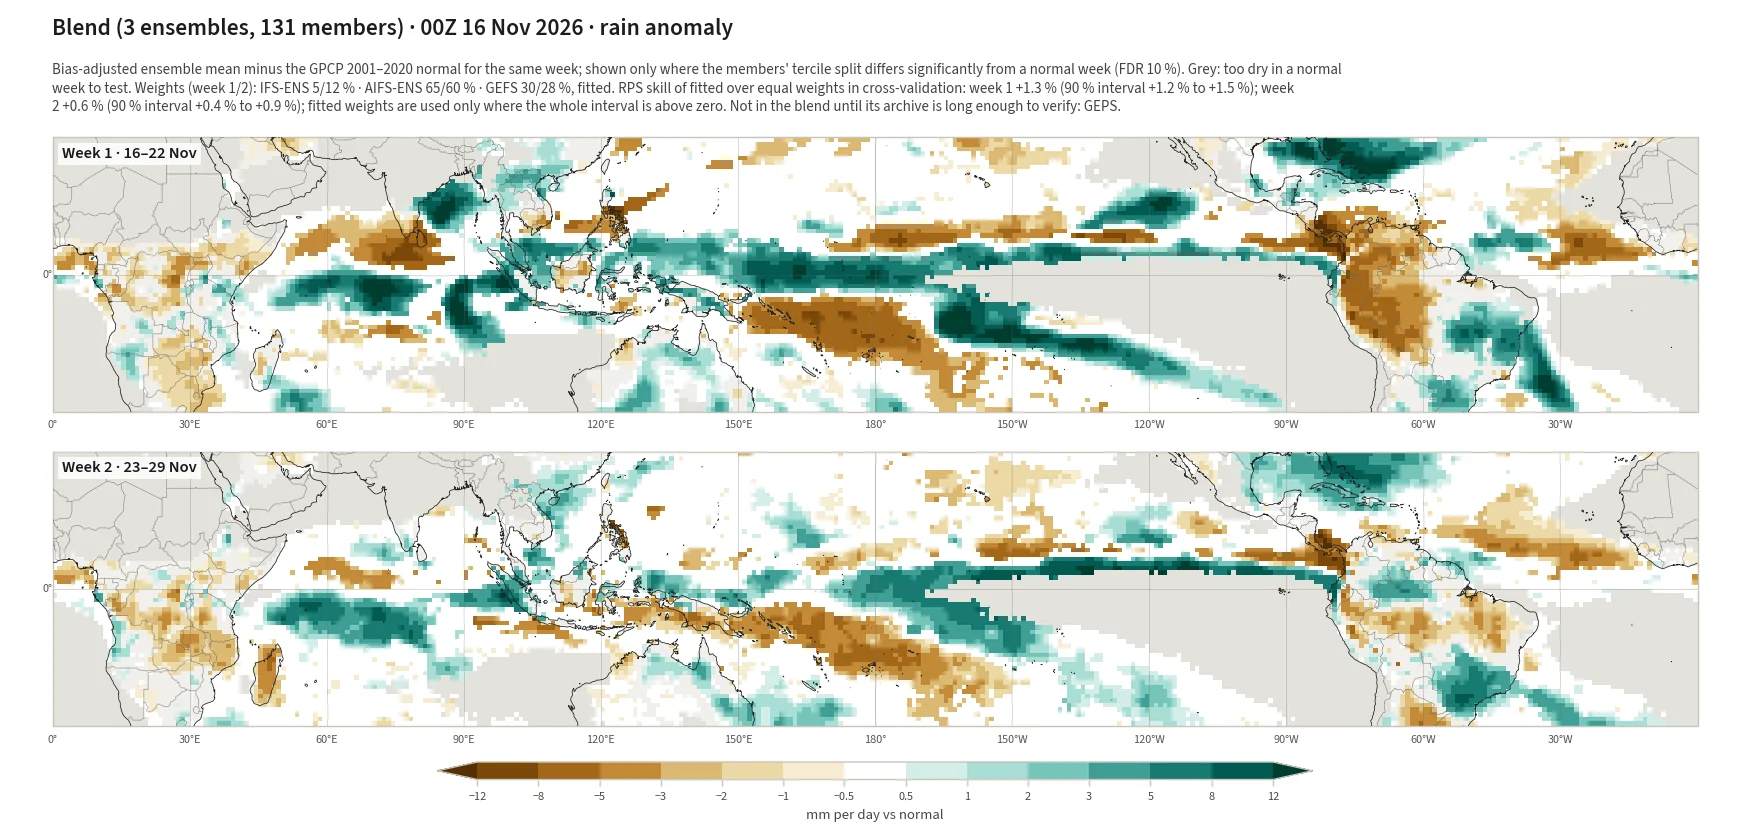 Blend (3 ensembles, 131 members) · 00Z 16 Nov 2026 · rain anomaly
Bias-adjusted ensemble mean minus the GPCP 2001–2020 normal for the same week; shown only where the members' tercile split differs significantly from a normal week (FDR 10 %). Grey: too dry in a normal
week to test. Weights (week 1/2): IFS-ENS 5/12 % · AIFS-ENS 65/60 % · GEFS 30/28 %, fitted. RPS skill of fitted over equal weights in cross-validation: week 1 +1.3 % (90 % interval +1.2 % to +1.5 %); week
2 +0.6 % (90 % interval +0.4 % to +0.9 %); fitted weights are used only where the whole interval is above zero. Not in the blend until its archive is long enough to verify: GEPS.
Week 1 · 16–22 Nov
0°
0° 30°E 60°E 90°E 120°E 150°E 180° 150°W 120°W 90°W 60°W 30°W
Week 2 · 23–29 Nov
0°
0° 30°E 60°E 90°E 120°E 150°E 180° 150°W 120°W 90°W 60°W 30°W
−12 −8 −5 −3 −2 −1 −0.5 0.5 1 2 3 5 8 12
mm per day vs normal